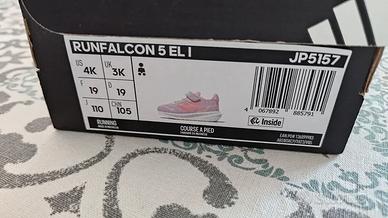 RUNFALCON 5 EL I JP5157
US 4K UK 3K
F 19 D 19
J 110 CHN 105
4 067892 885791
Inside
RUNNING
COURSE A PIED